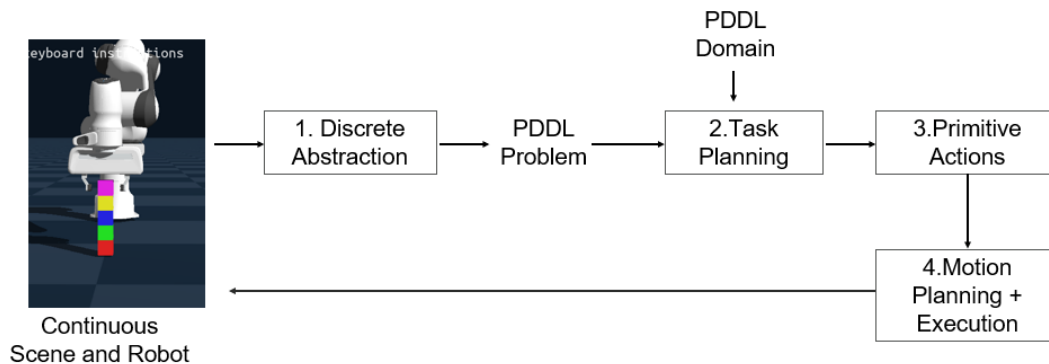 eyboard instructions
Continuous
Scene and Robot
1. Discrete
Abstraction
PDDL
Problem
PDDL
Domain
2.Task
Planning
3.Primitive
Actions
4.Motion
Planning +
Execution